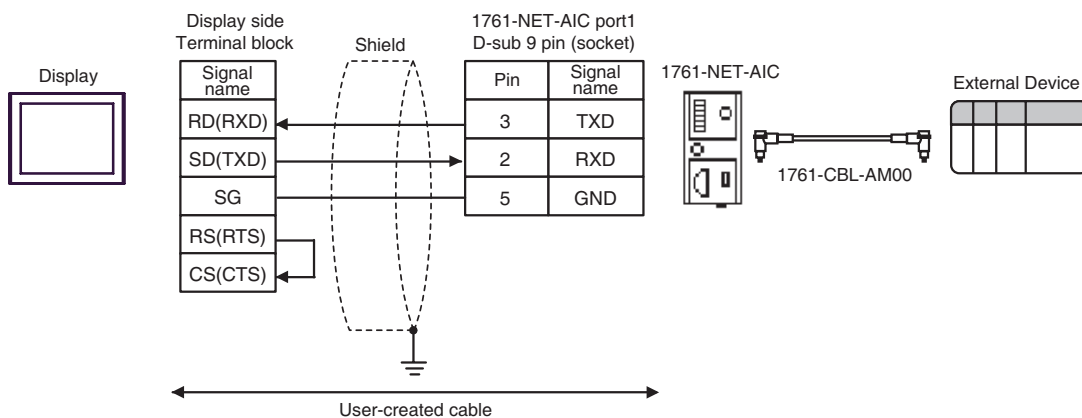 Display
Display side
Terminal block
Shield
1761-NET-AIC port1
D-sub 9 pin (socket)
Signal
name
RD(RXD)
SD(TXD)
SG
RS(RTS)
CS(CTS)
Pin
Signal
name
3
TXD
2
RXD
5
GND
1761-NET-AIC
1761-CBL-AM00
External Device
User-created cable